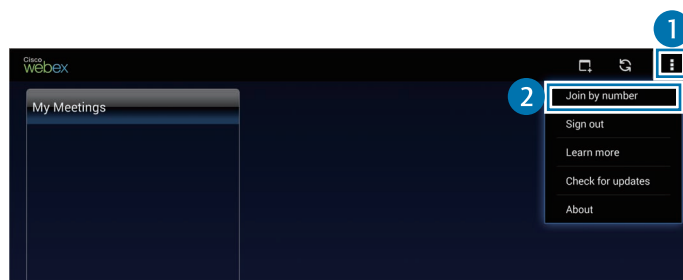 1
Cisco
webex
2
Join by number
My Meetings
Sign out
Learn more
Check for updates
About